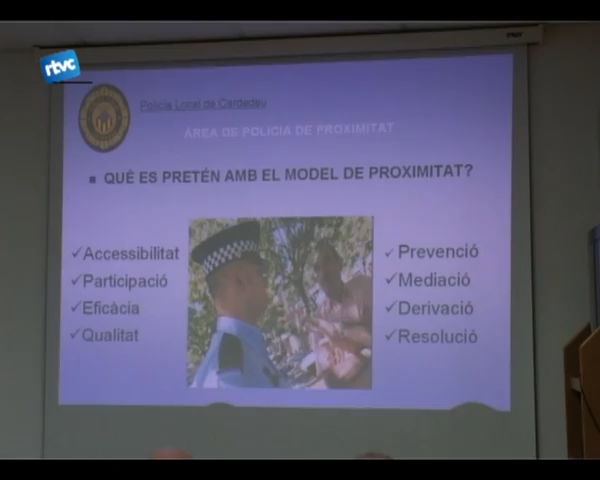 rtvc
Policia Local de Cardedeu
ÀREA DE POLICIA DE PROXIMITAT
QUÈ ES PRETÉN AMB EL MODEL DE PROXIMITAT?
Accessibilitat
Participació
Eficàcia
Qualitat
Prevenció
Mediació
Derivació
Resolució